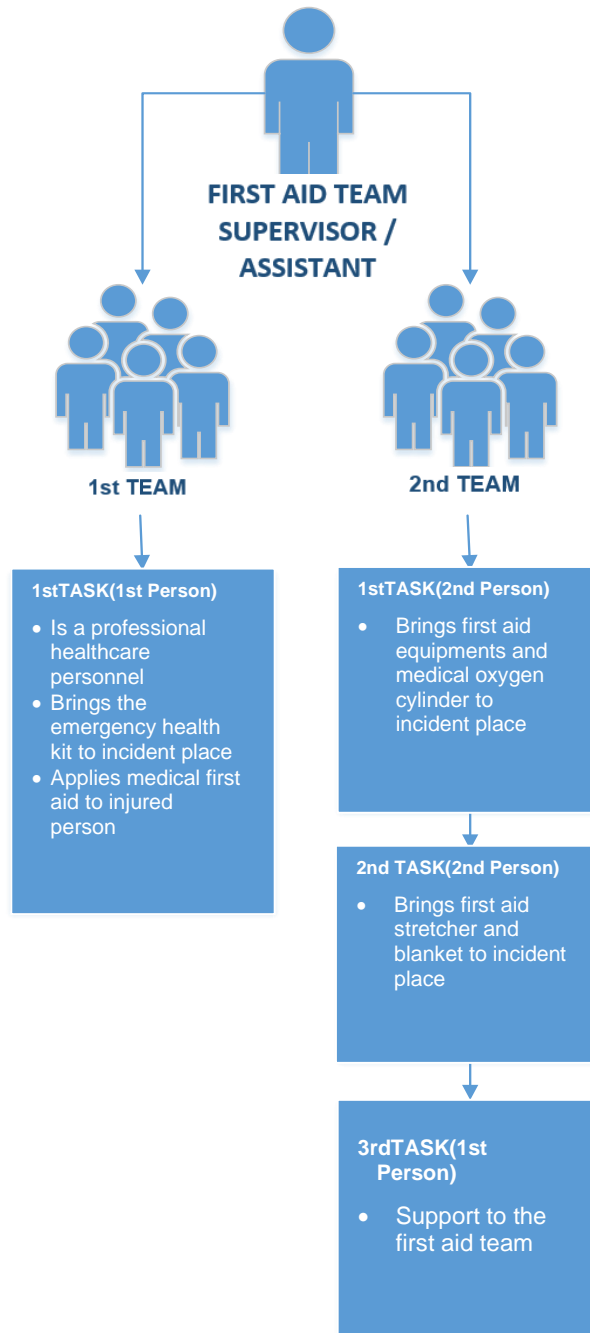 FIRST AID TEAM
SUPERVISOR /
ASSISTANT
1st TEAM
2nd TEAM
1stTASK(1st Person)
• Is a professional
healthcare
personnel
• Brings the
emergency health
kit to incident place
• Applies medical first
aid to injured
person
1stTASK(2nd Person)
• Brings first aid
equipments and
medical oxygen
cylinder to
incident place
2nd TASK(2nd Person)
• Brings first aid
stretcher and
blanket to incident
place
3rdTASK(1st
Person)
• Support to the
first aid team